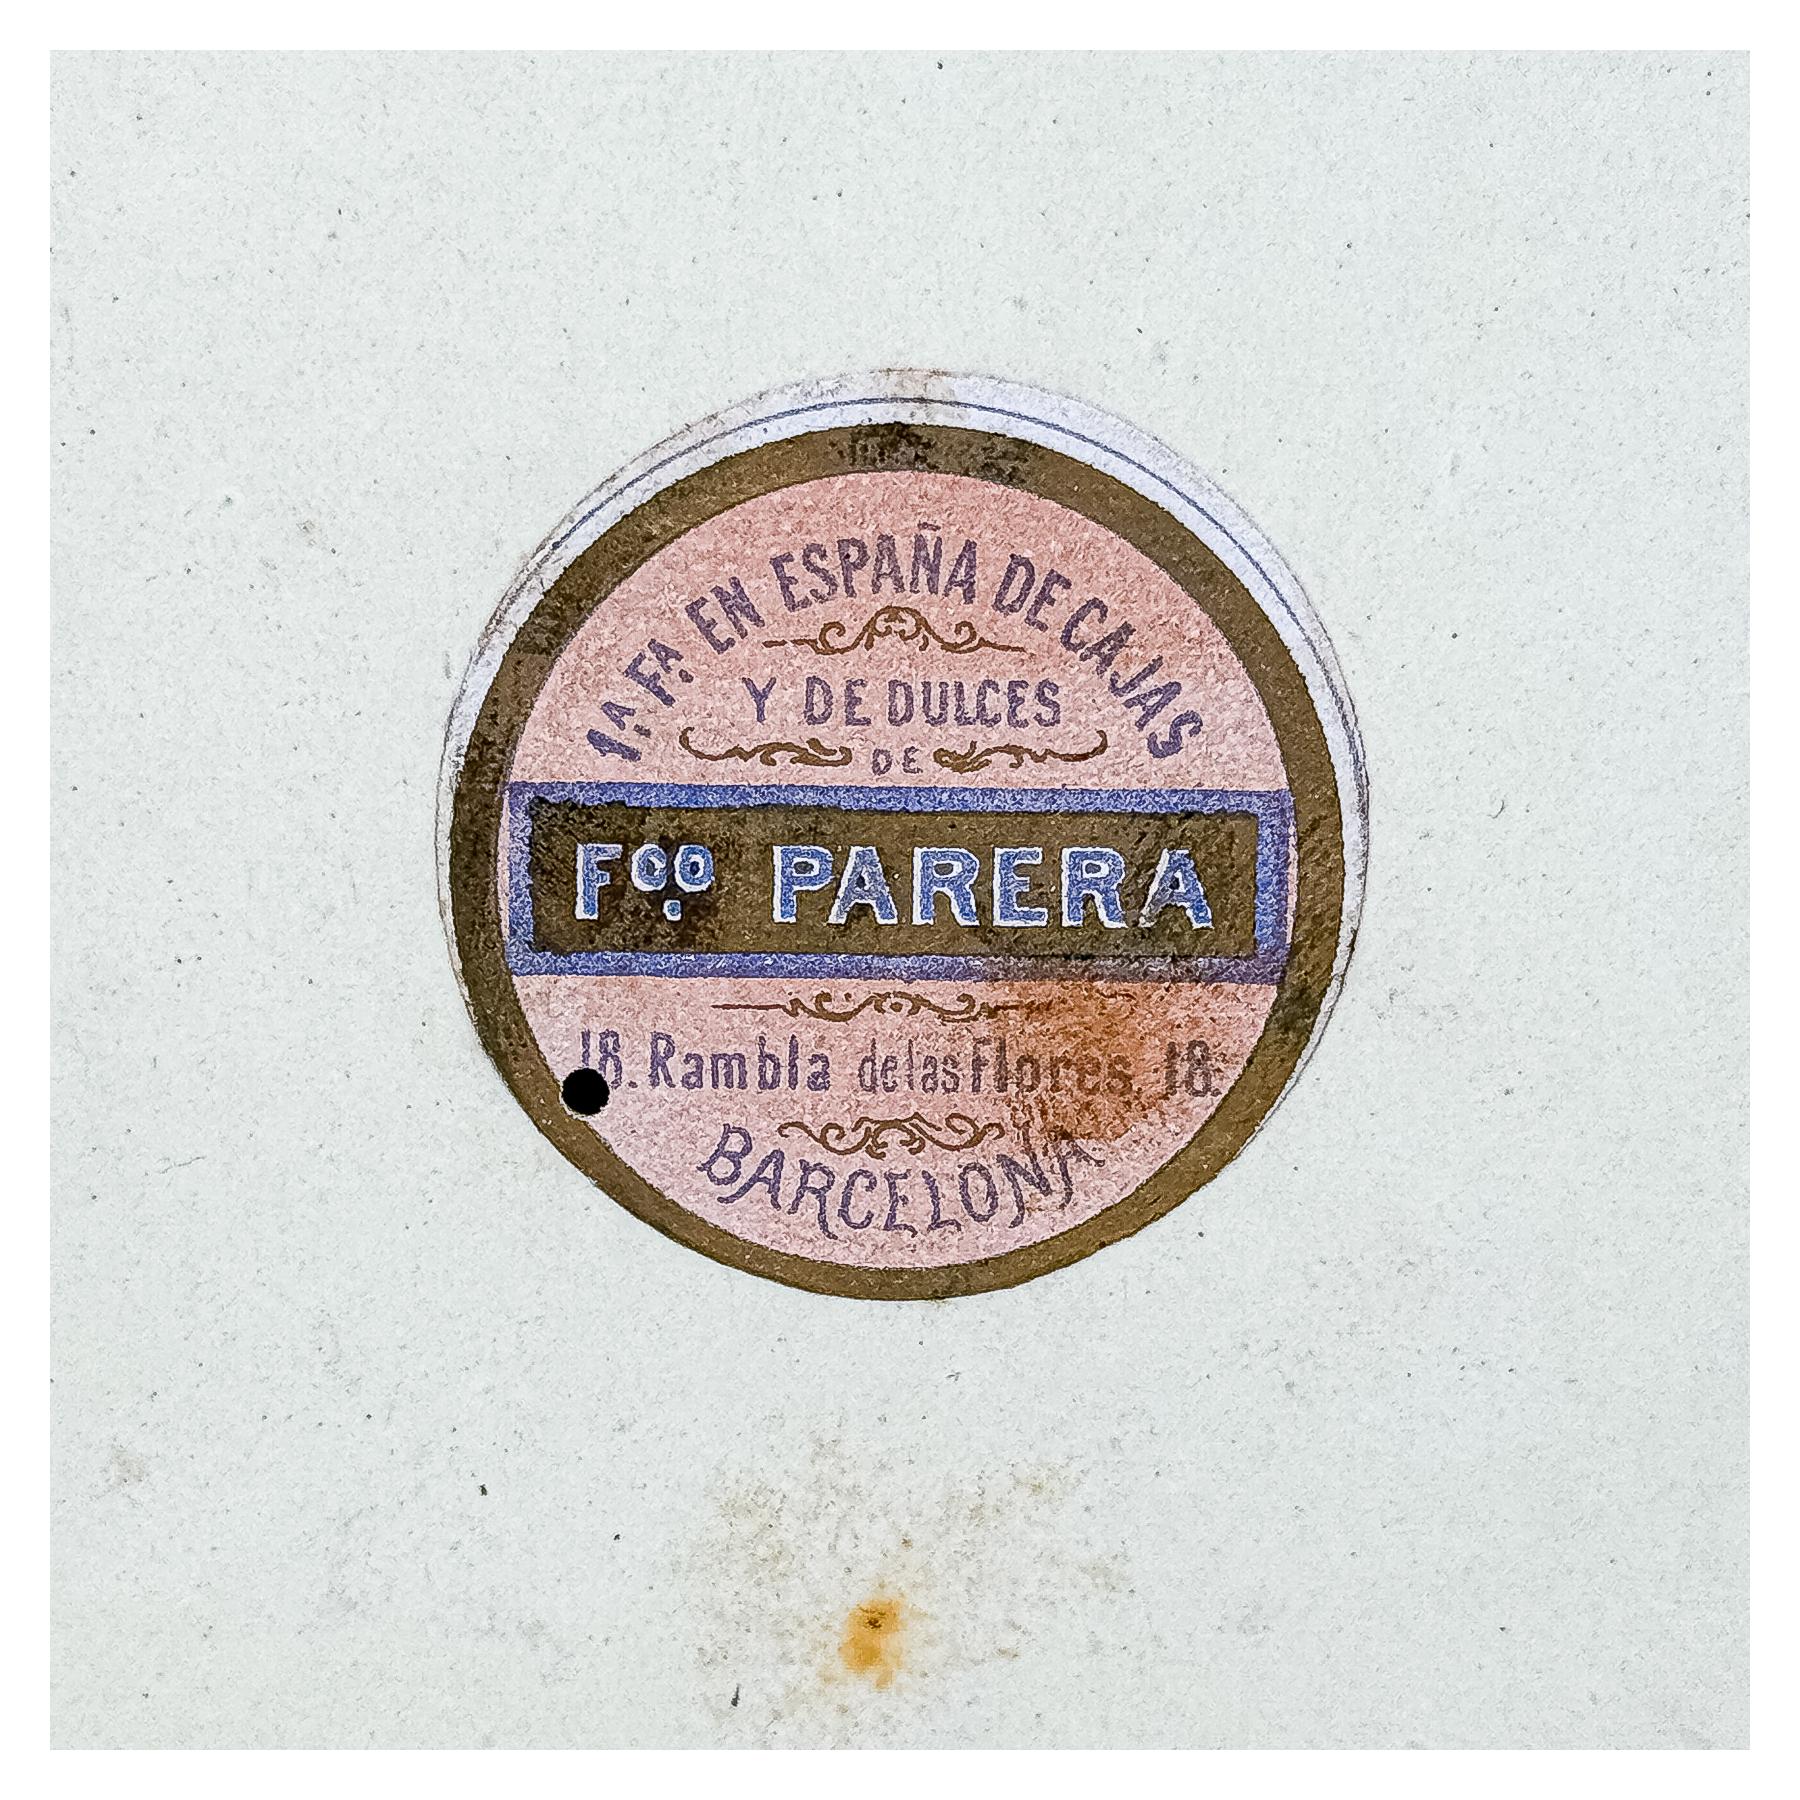 1ª Fª EN ESPAÑA DE CAJAS
Y DE DULCES
DE
Fco. PARERA
18. Rambla de las Flores. 18.
BARCELONA